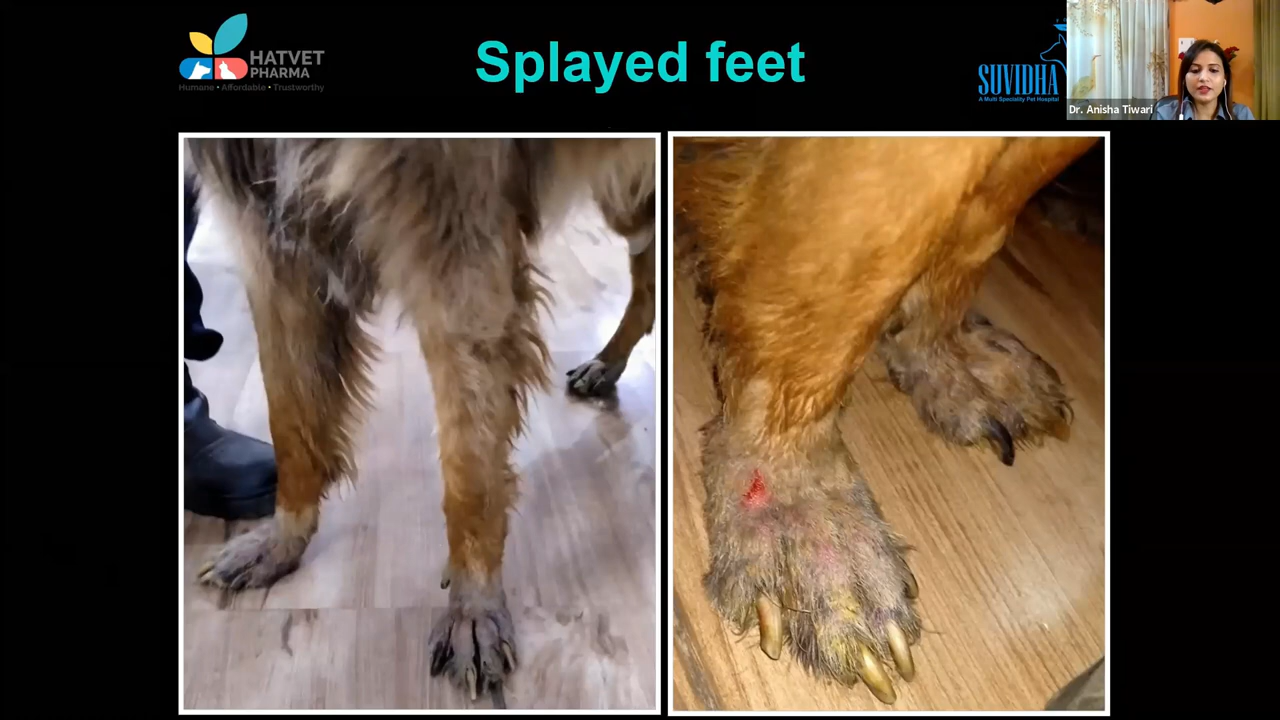 HATVET
PHARMA
Humane • Affordable • Trustworthy
Splayed feet
SUVIDHA
A Multi Speciality Pet Hospital
Dr. Anisha Tiwari